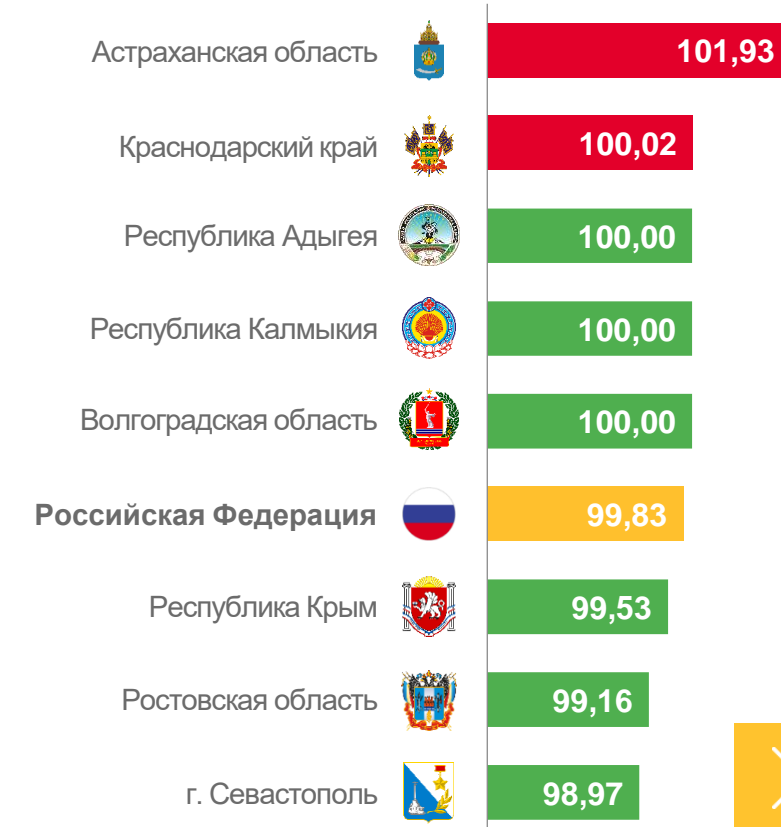 Астраханская область 101,93
Краснодарский край 100,02
Республика Адыгея 100,00
Республика Калмыкия 100,00
Волгоградская область 100,00
Российская Федерация 99,83
Республика Крым 99,53
Ростовская область 99,16
г. Севастополь 98,97